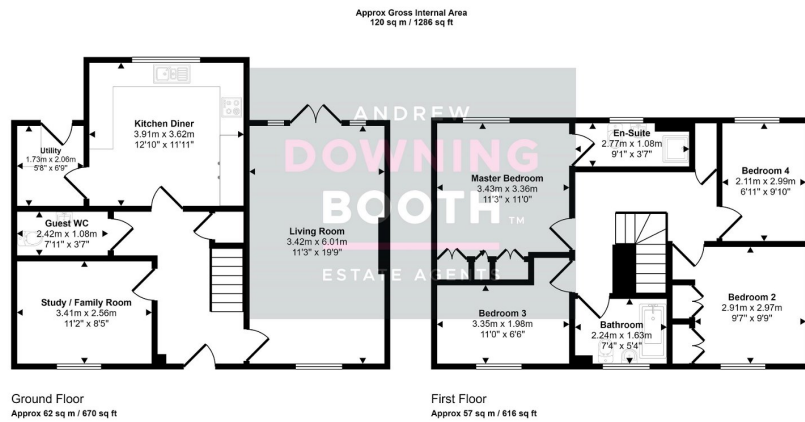 Approx Gross Internal Area
120 sq m / 1286 sq ft
Kitchen Diner
3.91m x 3.62m
12'10" x 11'11"
Utility
1.73m x 2.06m
5'8" x 6'9"
Guest WC
2.42m x 1.08m
7'11" x 3'7"
Study / Family Room
3.41m x 2.56m
11'2" x 8'5"
Living Room
3.42m x 6.01m
11'3" x 19'9"
ANDREW
DOWNING
BOOTH TM
ESTATE AGENTS
Master Bedroom
3.43m x 3.36m
11'3" x 11'0"
En-Suite
2.77m x 1.08m
9'1" x 3'7"
Bedroom 4
2.11m x 2.99m
6'11" x 9'10"
Bedroom 3
3.35m x 1.98m
11'0" x 6'6"
Bathroom
2.24m x 1.63m
7'4" x 5'4"
Bedroom 2
2.91m x 2.97m
9'7" x 9'9"
Ground Floor
Approx 62 sq m / 670 sq ft
First Floor
Approx 57 sq m / 616 sq ft